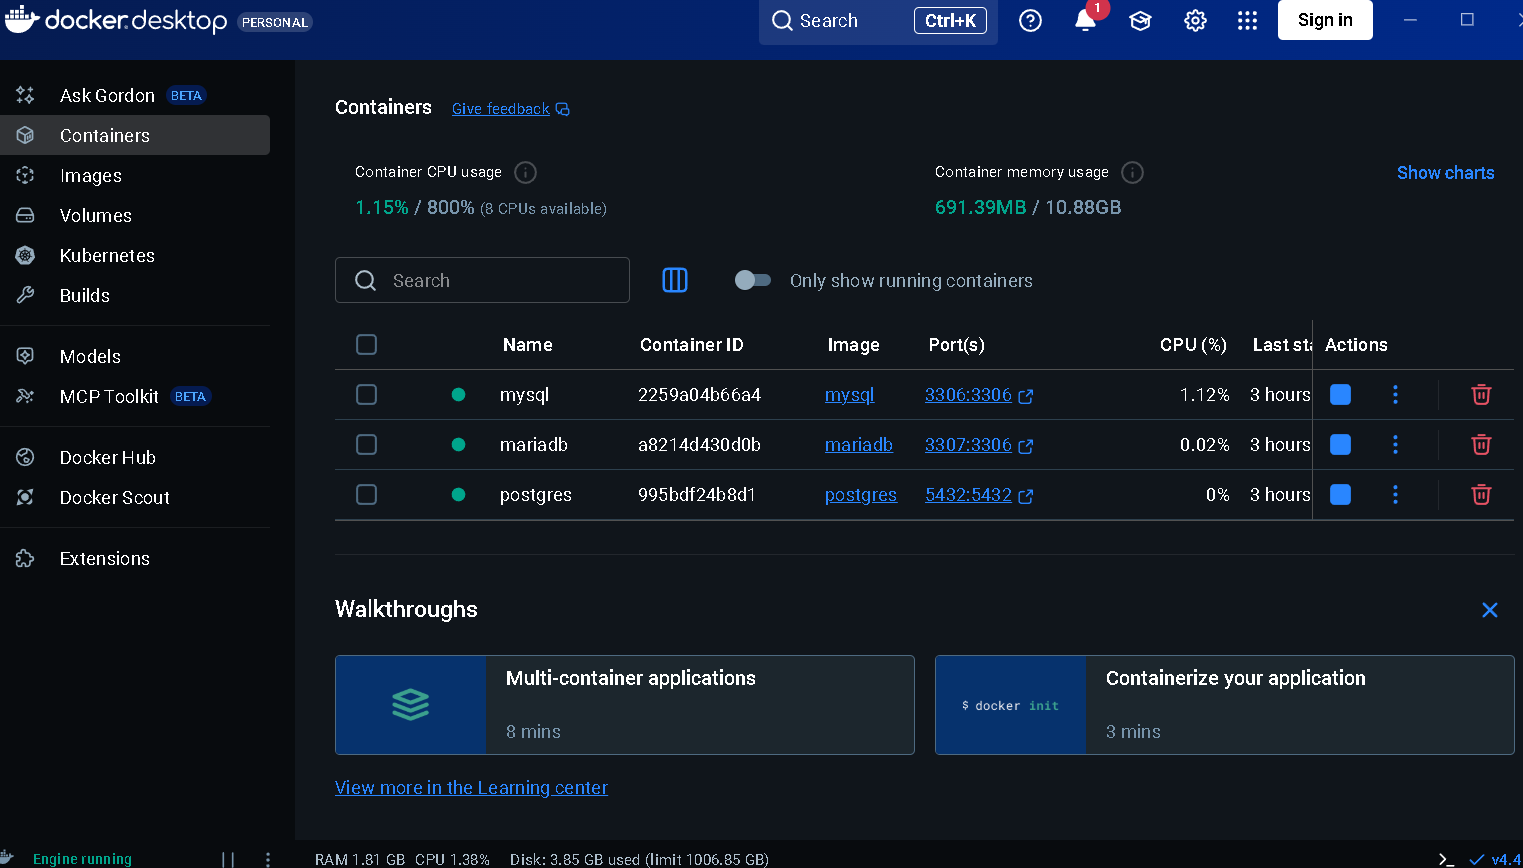 docker.desktop PERSONAL
Search Ctrl+K
1
Sign in
Ask Gordon BETA
Containers
Images
Volumes
Kubernetes
Builds
Models
MCP Toolkit BETA
Docker Hub
Docker Scout
Extensions
Containers Give feedback
Container CPU usage
1.15% / 800% (8 CPUs available)
Container memory usage
691.39MB / 10.88GB
Show charts
Search
Only show running containers
Name Container ID Image Port(s) CPU (%) Last sta Actions
mysql 2259a04b66a4 mysql 3306:3306 1.12% 3 hours
mariadb a8214d430d0b mariadb 3307:3306 0.02% 3 hours
postgres 995bdf24b8d1 postgres 5432:5432 0% 3 hours
Walkthroughs
Multi-container applications
8 mins
$ docker init
Containerize your application
3 mins
View more in the Learning center
Engine running
RAM 1.81 GB CPU 1.38% Disk: 3.85 GB used (limit 1006.85 GB)
v4.4